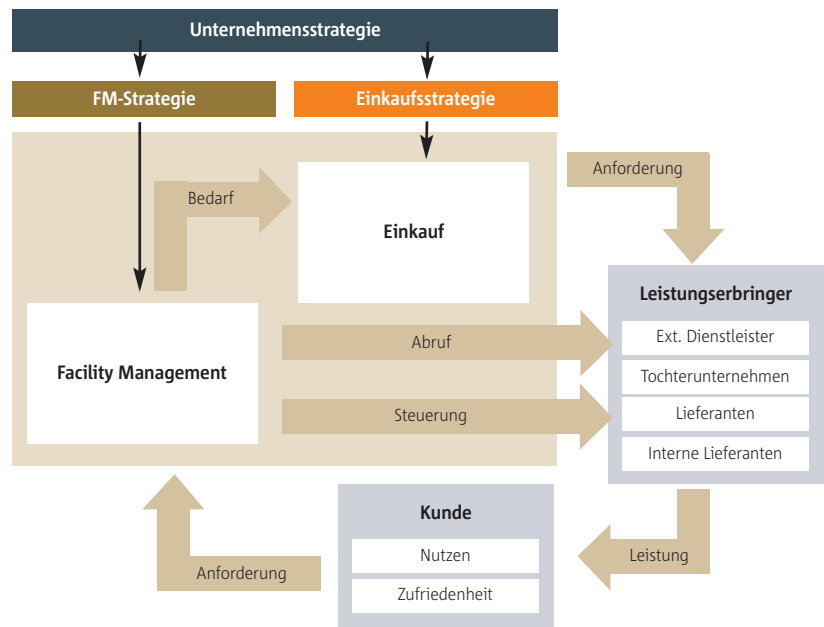 Unternehmensstrategie
FM-Strategie
Einkaufsstrategie
Bedarf
Einkauf
Anforderung
Leistungserbringer
Ext. Dienstleister
Tochterunternehmen
Lieferanten
Interne Lieferanten
Facility Management
Abruf
Steuerung
Kunde
Nutzen
Zufriedenheit
Leistung
Anforderung